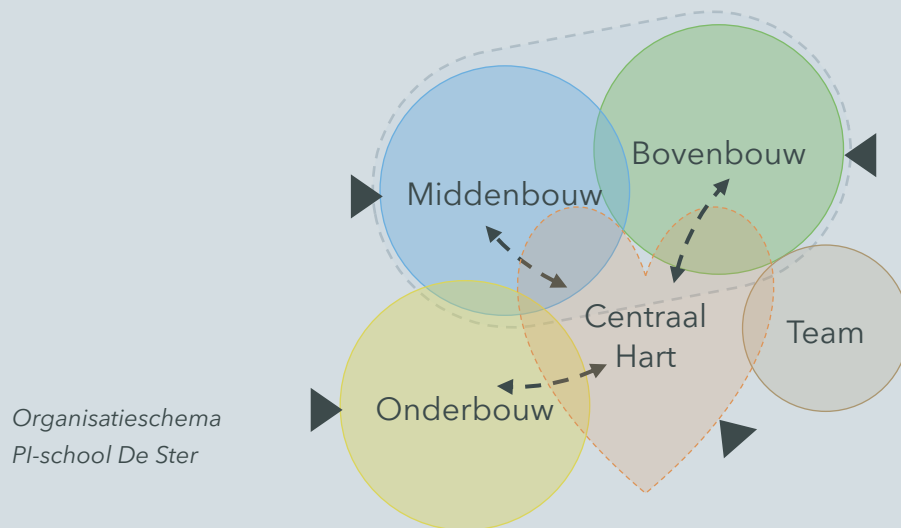 Bovenbouw
Middenbouw
Centraal
Hart
Team
Onderbouw
Organisatieschema
PI-school De Ster